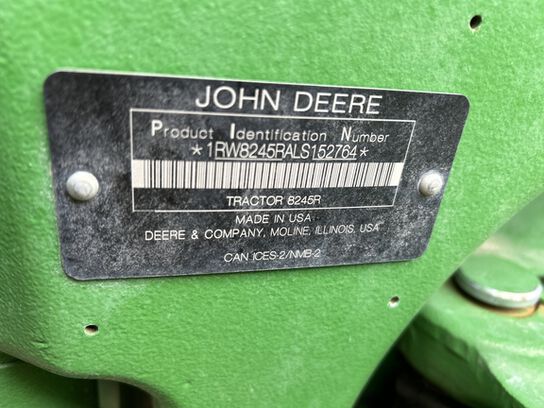 JOHN DEERE
Product Identification Number
*1RW8245RALS152764*
TRACTOR 8245R
MADE IN USA
DEERE & COMPANY, MOLINE, ILLINOIS, USA
CAN ICES-2/NMB-2